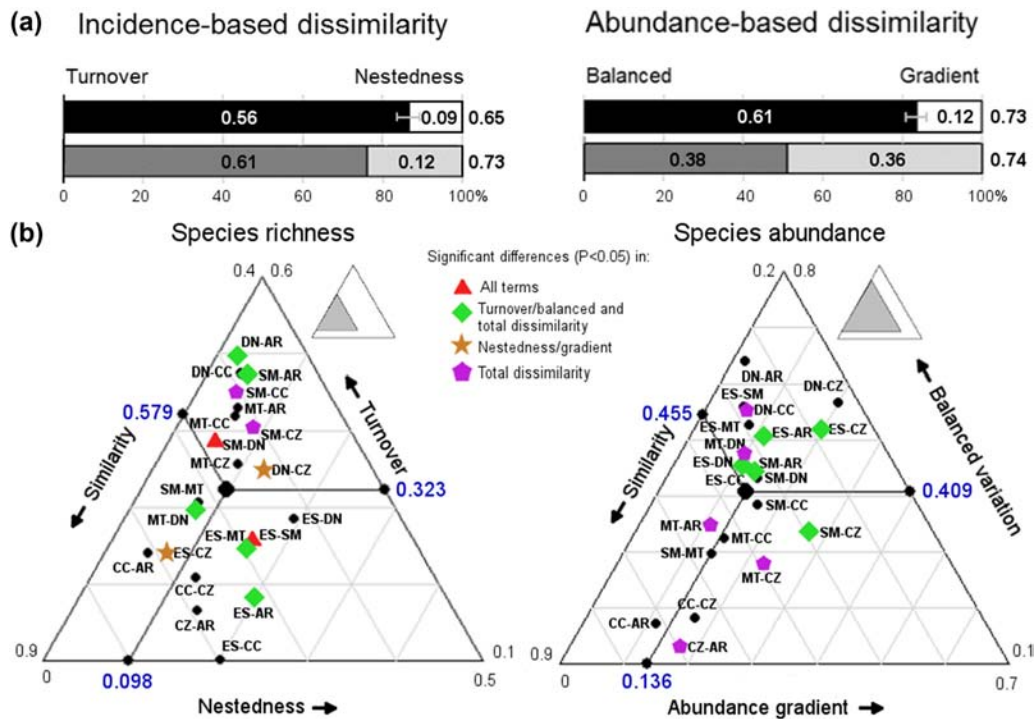 (a)
Incidence-based dissimilarity
Abundance-based dissimilarity
Turnover Nestedness
Balanced Gradient
0.56 0.09 0.65
0.61 0.12 0.73
0.61 0.12 0.73
0.38 0.36 0.74
0 20 40 60 80 100%
0 20 40 60 80 100%
(b)
Species richness
Species abundance
Significant differences (P<0.05) in:
All terms
Turnover/balanced and
total dissimilarity
Nestedness/gradient
Total dissimilarity
0.4 0.6
DN-AR
DN-CC
SM-AR
SM-CC
MT-AR
MT-CC
SM-CZ
SM-DN
MT-CZ
DN-CZ
SM-MT
MT-DN
ES-DN
ES-MT
ES-SM
CC-AR
ES-CZ
CC-CZ
ES-AR
CZ-AR
ES-CC
0.579
0.323
0.098
Similarity
Turnover
0.9
0.1
0
0.5
Nestedness
0.2 0.8
DN-AR
DN-CZ
ES-SM
DN-CC
ES-MT
ES-AR
ES-CZ
MT-DN
ES-DN
SM-AR
ES-CC
SM-DN
SM-CC
MT-AR
MT-CC
SM-CZ
SM-MT
MT-CZ
CC-CZ
CC-AR
CZ-AR
0.455
0.409
0.136
Similarity
Balanced variation
0.9
0.1
0
0.7
Abundance gradient